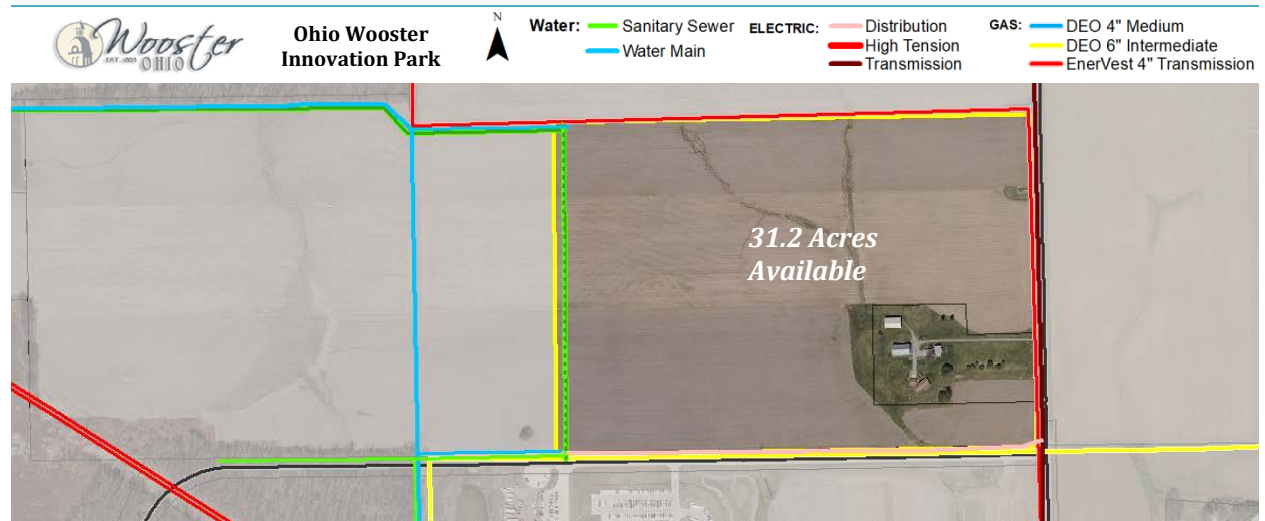 Wooster
EST. 1808
OHIO
Ohio Wooster
Innovation Park
N
Water:
Sanitary Sewer
Water Main
ELECTRIC:
Distribution
High Tension
Transmission
GAS:
DEO 4" Medium
DEO 6" Intermediate
EnerVest 4" Transmission
31.2 Acres
Available